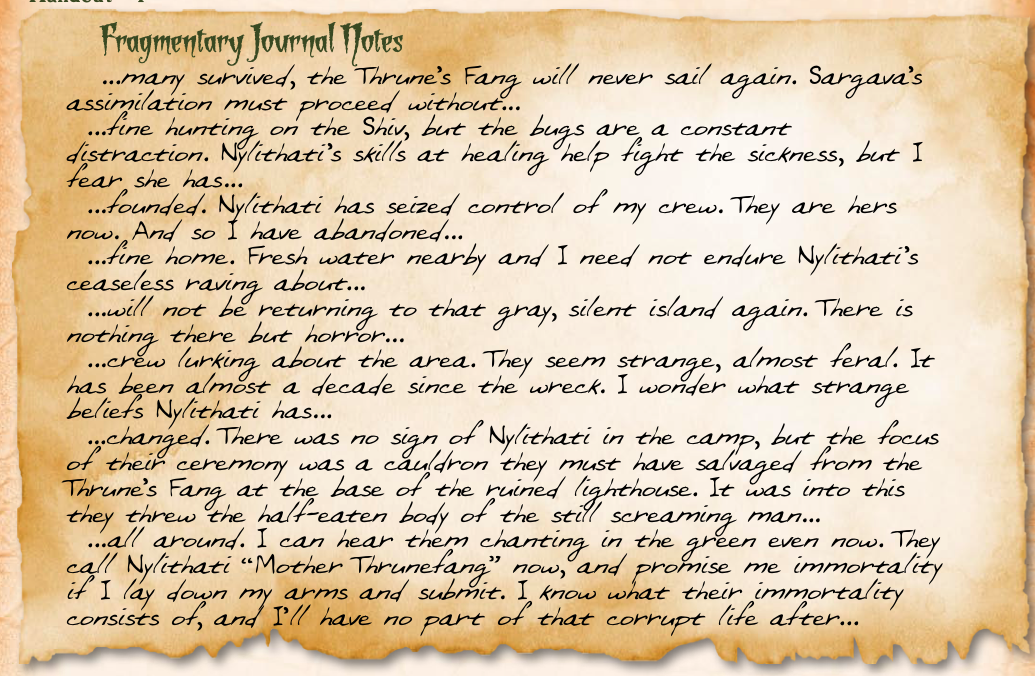 Fragmentary Journal Notes
...many survived, the Thrune's Fang will never sail again. Sargava's
assimilation must proceed without...
...fine hunting on the Shiv, but the bugs are a constant
distraction. Nylithati's skills at healing help fight the sickness, but I
fear she has...
...founded. Nylithati has seized control of my crew. They are hers
now. And so I have abandoned...
...fine home. Fresh water nearby and I need not endure Nylithati's
ceaseless raving about...
...will not be returning to that gray, silent island again. There is
nothing there but horror...
...crew lurking about the area. They seem strange, almost feral. It
has been almost a decade since the wreck. I wonder what strange
beliefs Nylithati has...
...changed. There was no sign of Nylithati in the camp, but the focus
of their ceremony was a cauldron they must have salvaged from the
Thrune's Fang at the base of the ruined lighthouse. It was into this
they threw the half-eaten body of the still screaming man...
...all around. I can hear them chanting in the green even now. They
call Nylithati “Mother Thrunefang” now, and promise me immortality
if I lay down my arms and submit. I know what their immortality
consists of, and I'll have no part of that corrupt life after...